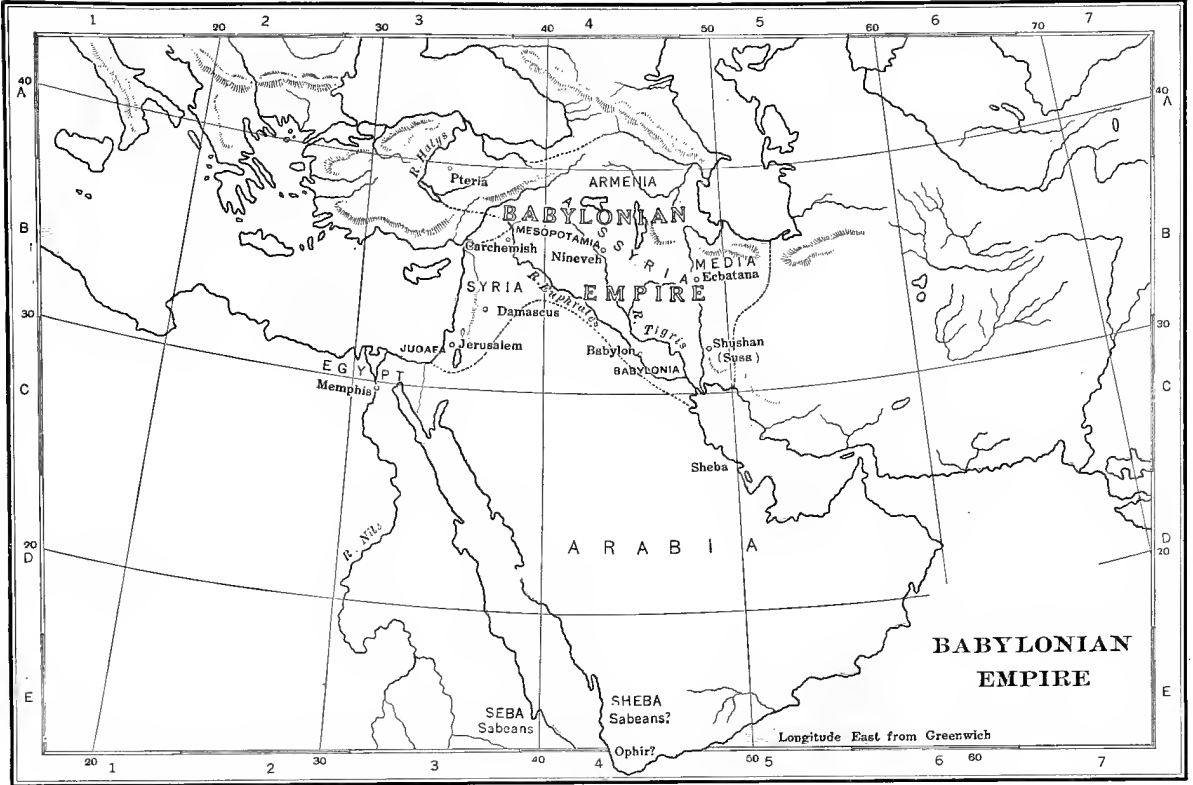 1 2 3 4 5 6 7
20 30 40 50 60 70
40
A
40
A
R. Halys
Pteria
ARMENIA
BABYLONIAN
ASSYRIA
MESOPOTAMIA
Carchemish
Nineveh
MEDIA
Ecbatana
B
B
SYRIA
R. Euphrates
EMPIRE
Damascus
R. Tigris
30
30
JUDAEA
Jerusalem
Babylon
Shushan
(Susa)
BABYLONIA
EGYPT
Memphis
C
C
Sheba
R. Nile
ARABIA
20
D
D
20
BABYLONIAN
EMPIRE
E
E
SEBA
Sabeans
SHEBA
Sabeans?
Ophir?
Longitude East from Greenwich
20 1 2 30 3 40 4 50 5 6 60 7